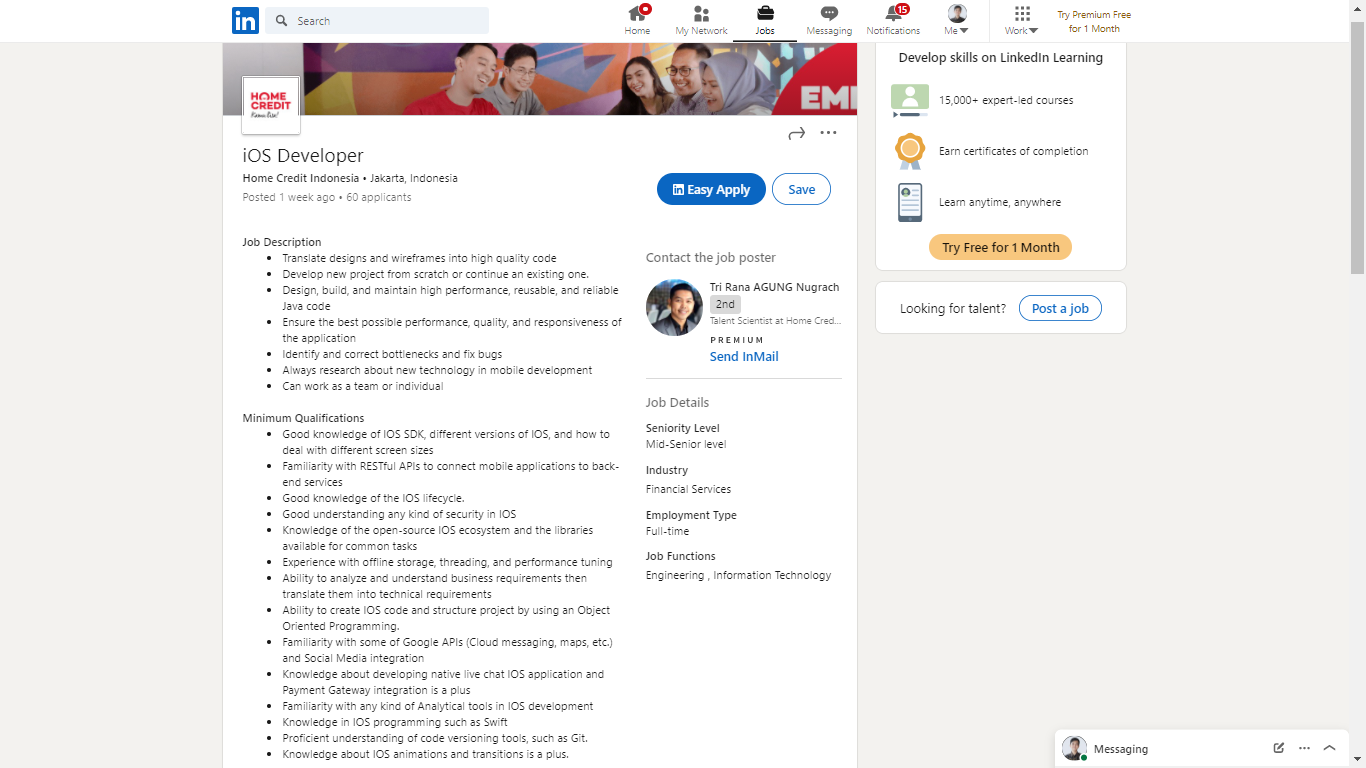 in
Search
Home
My Network
Jobs
Messaging
15
Notifications
Me
Work
Try Premium Free
for 1 Month
EMI
HOME
CREDIT
Kamu Bisa!
iOS Developer
Home Credit Indonesia • Jakarta, Indonesia
Posted 1 week ago • 60 applicants
in Easy Apply
Save
Job Description
• Translate designs and wireframes into high quality code
• Develop new project from scratch or continue an existing one.
• Design, build, and maintain high performance, reusable, and reliable
Java code
• Ensure the best possible performance, quality, and responsiveness of
the application
• Identify and correct bottlenecks and fix bugs
• Always research about new technology in mobile development
• Can work as a team or individual
Minimum Qualifications
• Good knowledge of IOS SDK, different versions of IOS, and how to
deal with different screen sizes
• Familiarity with RESTful APIs to connect mobile applications to back-
end services
• Good knowledge of the IOS lifecycle.
• Good understanding any kind of security in IOS
• Knowledge of the open-source IOS ecosystem and the libraries
available for common tasks
• Experience with offline storage, threading, and performance tuning
• Ability to analyze and understand business requirements then
translate them into technical requirements
• Ability to create IOS code and structure project by using an Object
Oriented Programming.
• Familiarity with some of Google APIs (Cloud messaging, maps, etc.)
and Social Media integration
• Knowledge about developing native live chat IOS application and
Payment Gateway integration is a plus
• Familiarity with any kind of Analytical tools in IOS development
• Knowledge in IOS programming such as Swift
• Proficient understanding of code versioning tools, such as Git.
• Knowledge about IOS animations and transitions is a plus.
Contact the job poster
Tri Rana AGUNG Nugrach
2nd
Talent Scientist at Home Cred...
PREMIUM
Send InMail
Job Details
Seniority Level
Mid-Senior level
Industry
Financial Services
Employment Type
Full-time
Job Functions
Engineering , Information Technology
Develop skills on LinkedIn Learning
15,000+ expert-led courses
Earn certificates of completion
Learn anytime, anywhere
Try Free for 1 Month
Looking for talent?
Post a job
Messaging